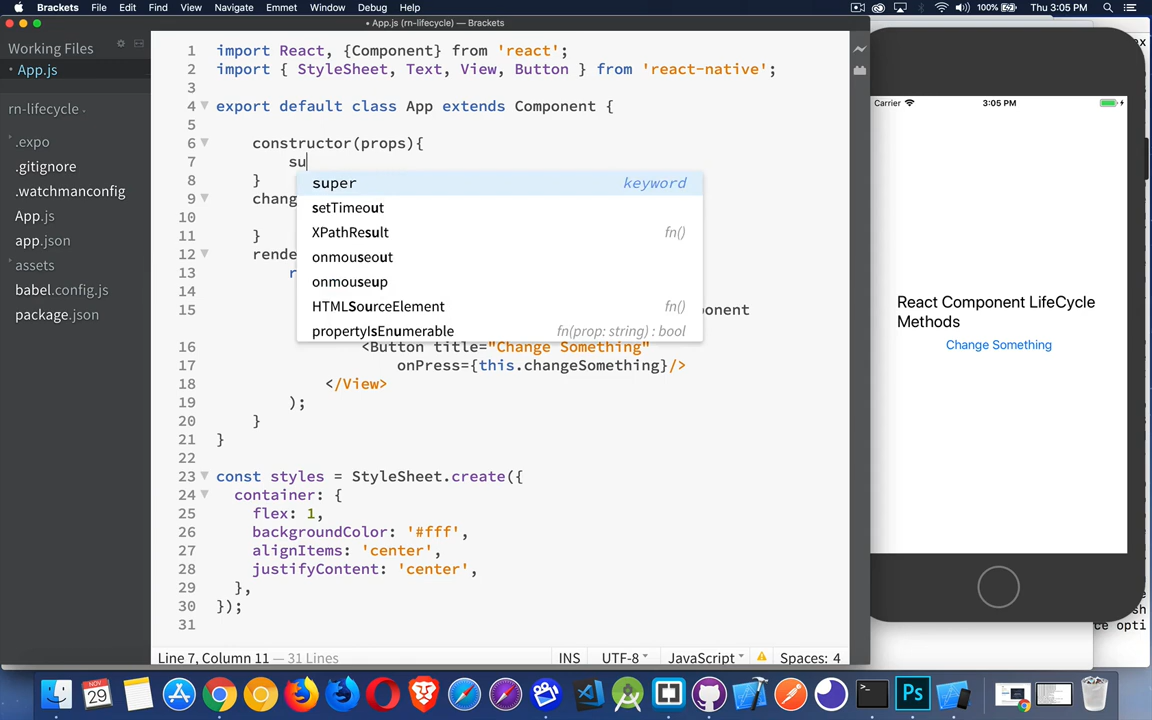 Brackets File Edit Find View Navigate Emmet Window Debug Help 100% Thu 3:05 PM
• App.js (rn-lifecycle) — Brackets
Working Files
• App.js
rn-lifecycle
.expo
.gitignore
.watchmanconfig
App.js
app.json
assets
babel.config.js
package.json
1 import React, {Component} from 'react';
2 import { StyleSheet, Text, View, Button } from 'react-native';
3
4 export default class App extends Component {
5
6 constructor(props){
7 su
8 }
9 chang
10
11 }
12 rende
13 r
14
15 ponent
super keyword
setTimeout
XPathResult fn()
onmouseout
onmouseup
HTMLSourceElement fn()
propertyIsEnumerable fn(prop: string) : bool
16 <Button title="Change Something"
17 onPress={this.changeSomething}/>
18 </View>
19 );
20 }
21 }
22
23 const styles = StyleSheet.create({
24 container: {
25 flex: 1,
26 backgroundColor: '#fff',
27 alignItems: 'center',
28 justifyContent: 'center',
29 },
30 });
31
Line 7, Column 11 — 31 Lines
INS UTF-8 JavaScript Spaces: 4
Carrier 3:05 PM
React Component LifeCycle
Methods
Change Something
ce opti
NOV
29
Ps